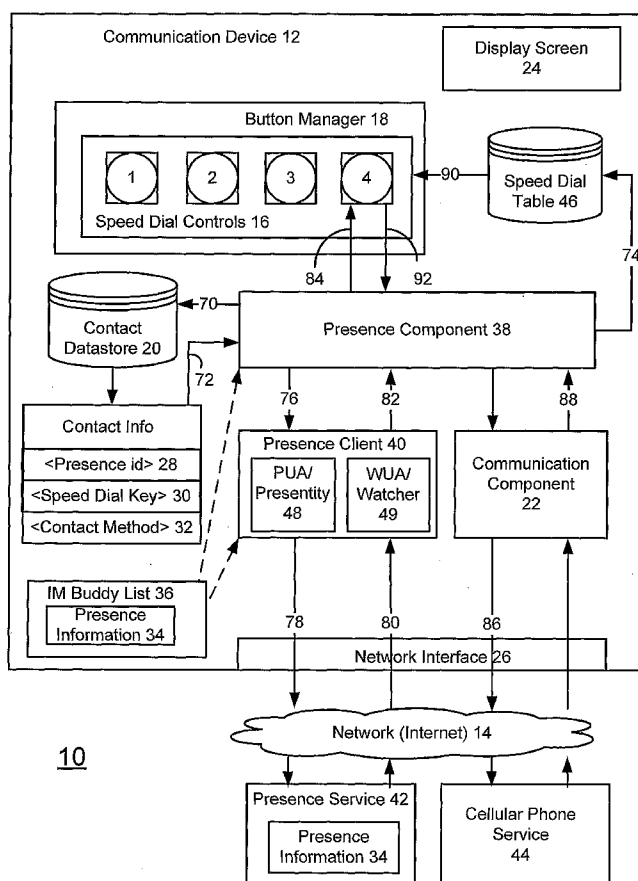 Communication Device 12
Display Screen
24
Button Manager 18
1 2 3 4
Speed Dial Controls 16
90
Speed Dial
Table 46
84
92
74
Contact
Datastore 20
70
72
Presence Component 38
76
82
88
Contact Info
<Presence id> 28
<Speed Dial Key> 30
<Contact Method> 32
Presence Client 40
PUA/
Presentity
48
WUA/
Watcher
49
Communication
Component
22
IM Buddy List 36
Presence
Information 34
78
80
86
Network Interface 26
Network (Internet) 14
10
Presence Service 42
Presence
Information 34
Cellular Phone
Service
44